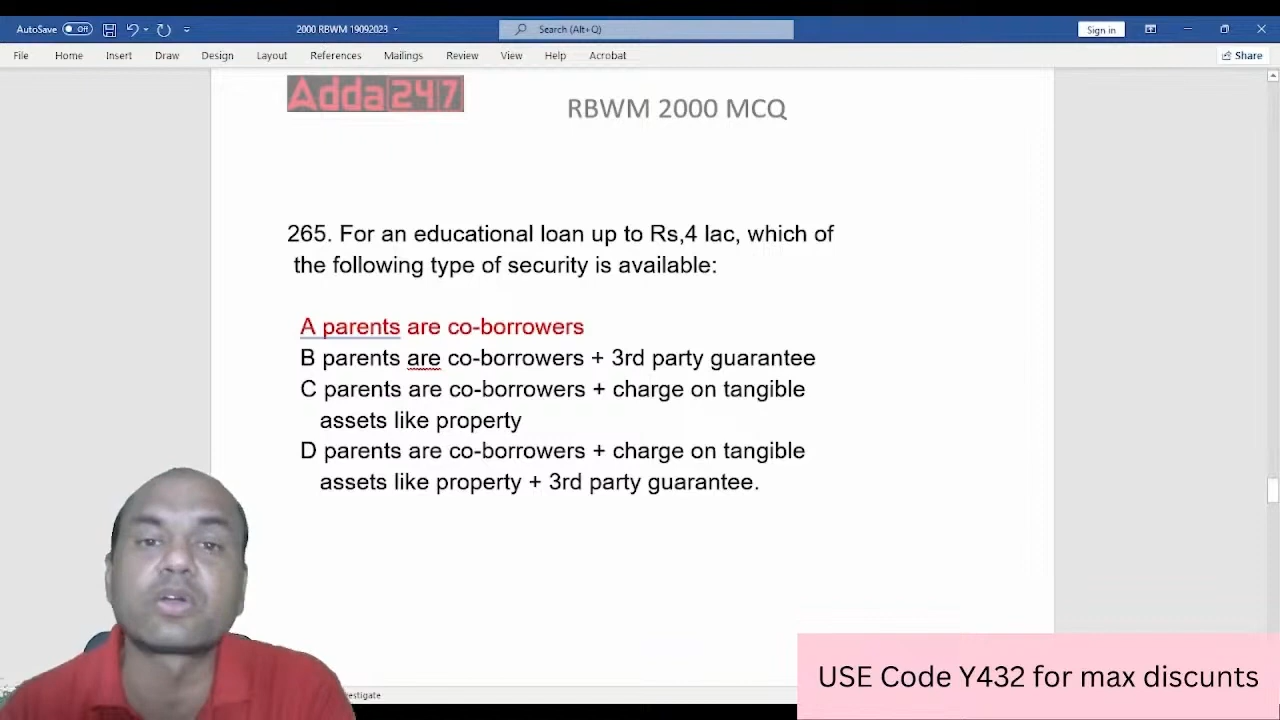 AutoSave Off 2000 RBWM 19092023 Search (Alt+Q) Sign in
File Home Insert Draw Design Layout References Mailings Review View Help Acrobat Share
Adda247
RBWM 2000 MCQ
265. For an educational loan up to Rs,4 lac, which of
the following type of security is available:
A parents are co-borrowers
B parents are co-borrowers + 3rd party guarantee
C parents are co-borrowers + charge on tangible
assets like property
D parents are co-borrowers + charge on tangible
assets like property + 3rd party guarantee.
USE Code Y432 for max discunts